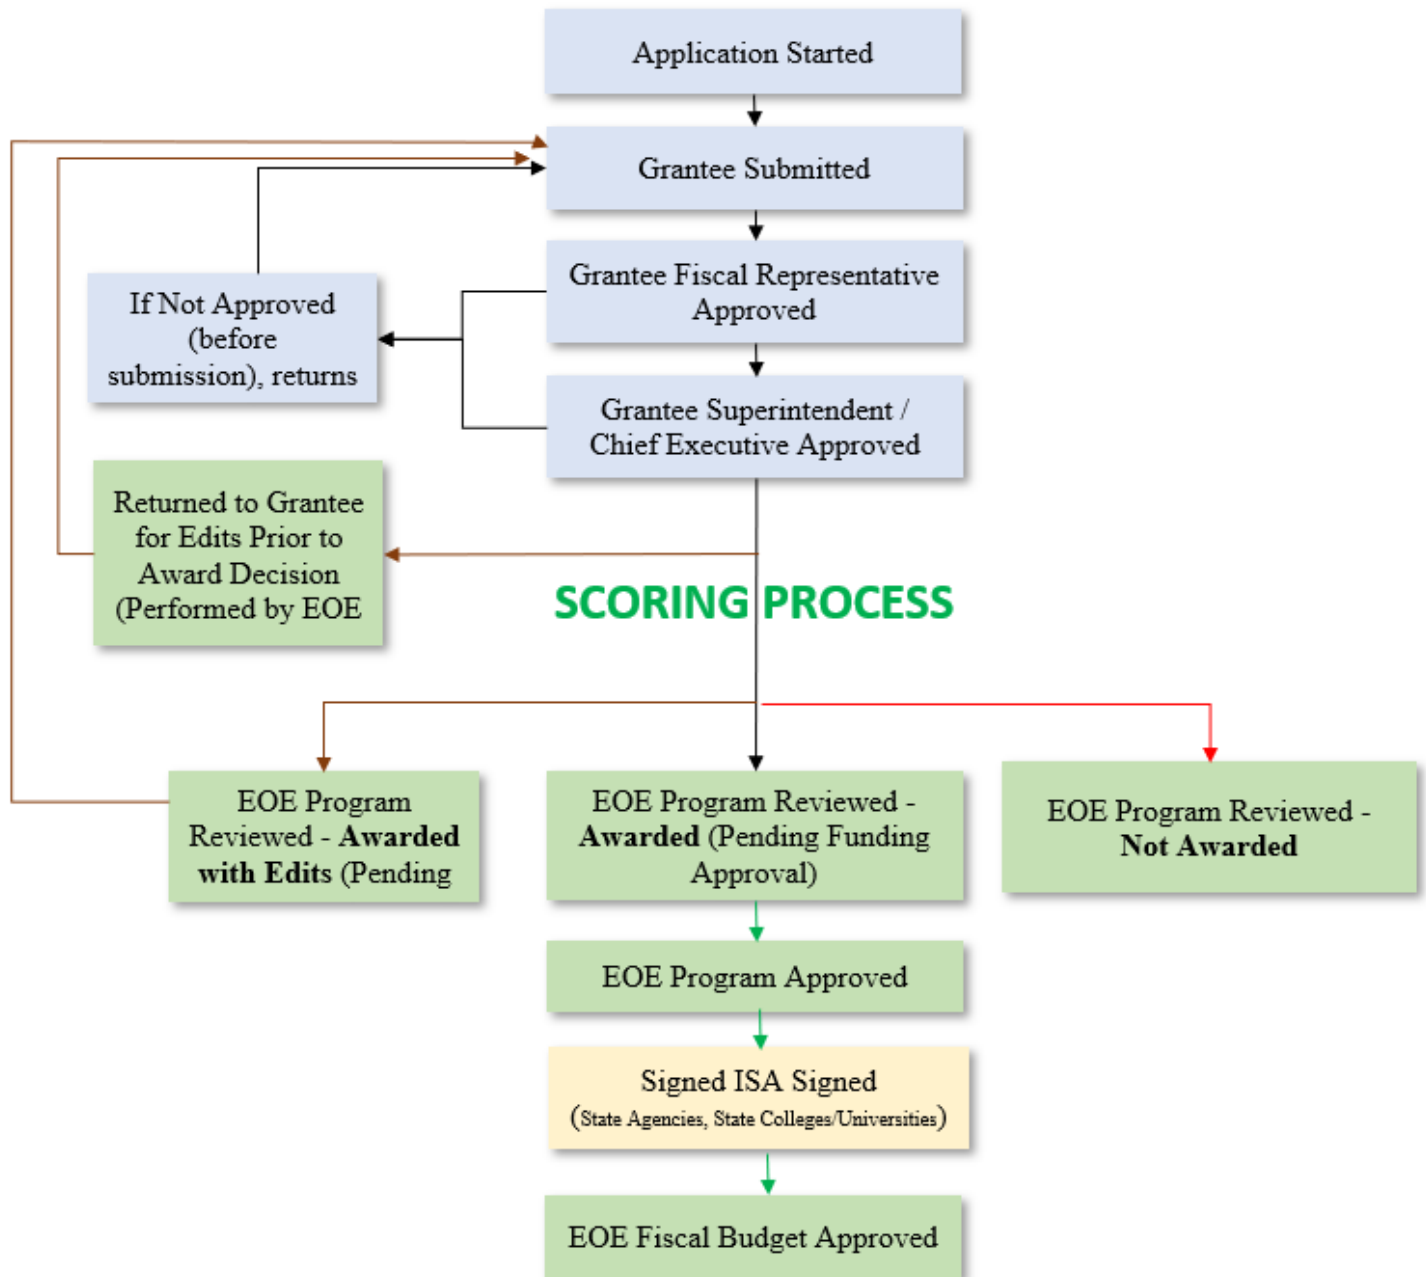 Application Started
Grantee Submitted
Grantee Fiscal Representative
Approved
If Not Approved
(before
submission), returns
Grantee Superintendent /
Chief Executive Approved
Returned to Grantee
for Edits Prior to
Award Decision
(Performed by EOE
SCORING PROCESS
EOE Program
Reviewed - Awarded
with Edits (Pending
EOE Program Reviewed -
Awarded (Pending Funding
Approval)
EOE Program Reviewed -
Not Awarded
EOE Program Approved
Signed ISA Signed
(State Agencies, State Colleges/Universities)
EOE Fiscal Budget Approved